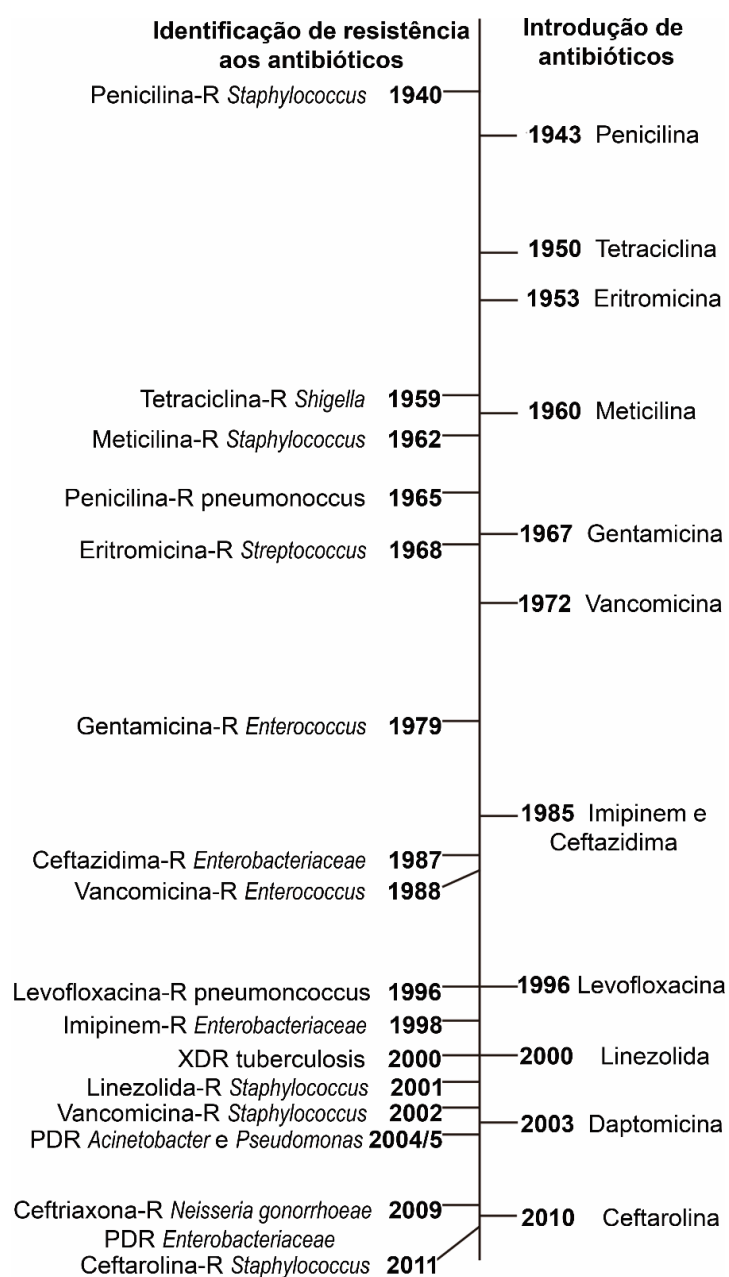 Identificação de resistência
aos antibióticos
Introdução de
antibióticos
Penicilina-R Staphylococcus 1940
1943 Penicilina
1950 Tetraciclina
1953 Eritromicina
Tetraciclina-R Shigella 1959
1960 Meticilina
Meticilina-R Staphylococcus 1962
Penicilina-R pneumonoccus 1965
1967 Gentamicina
Eritromicina-R Streptococcus 1968
1972 Vancomicina
Gentamicina-R Enterococcus 1979
1985 Imipinem e
Ceftazidima
Ceftazidima-R Enterobacteriaceae 1987
Vancomicina-R Enterococcus 1988
Levofloxacina-R pneumoncoccus 1996
1996 Levofloxacina
Imipinem-R Enterobacteriaceae 1998
XDR tuberculosis 2000
2000 Linezolida
Linezolida-R Staphylococcus 2001
Vancomicina-R Staphylococcus 2002
2003 Daptomicina
PDR Acinetobacter e Pseudomonas 2004/5
Ceftriaxona-R Neisseria gonorrhoeae 2009
2010 Ceftarolina
PDR Enterobacteriaceae
Ceftarolina-R Staphylococcus 2011